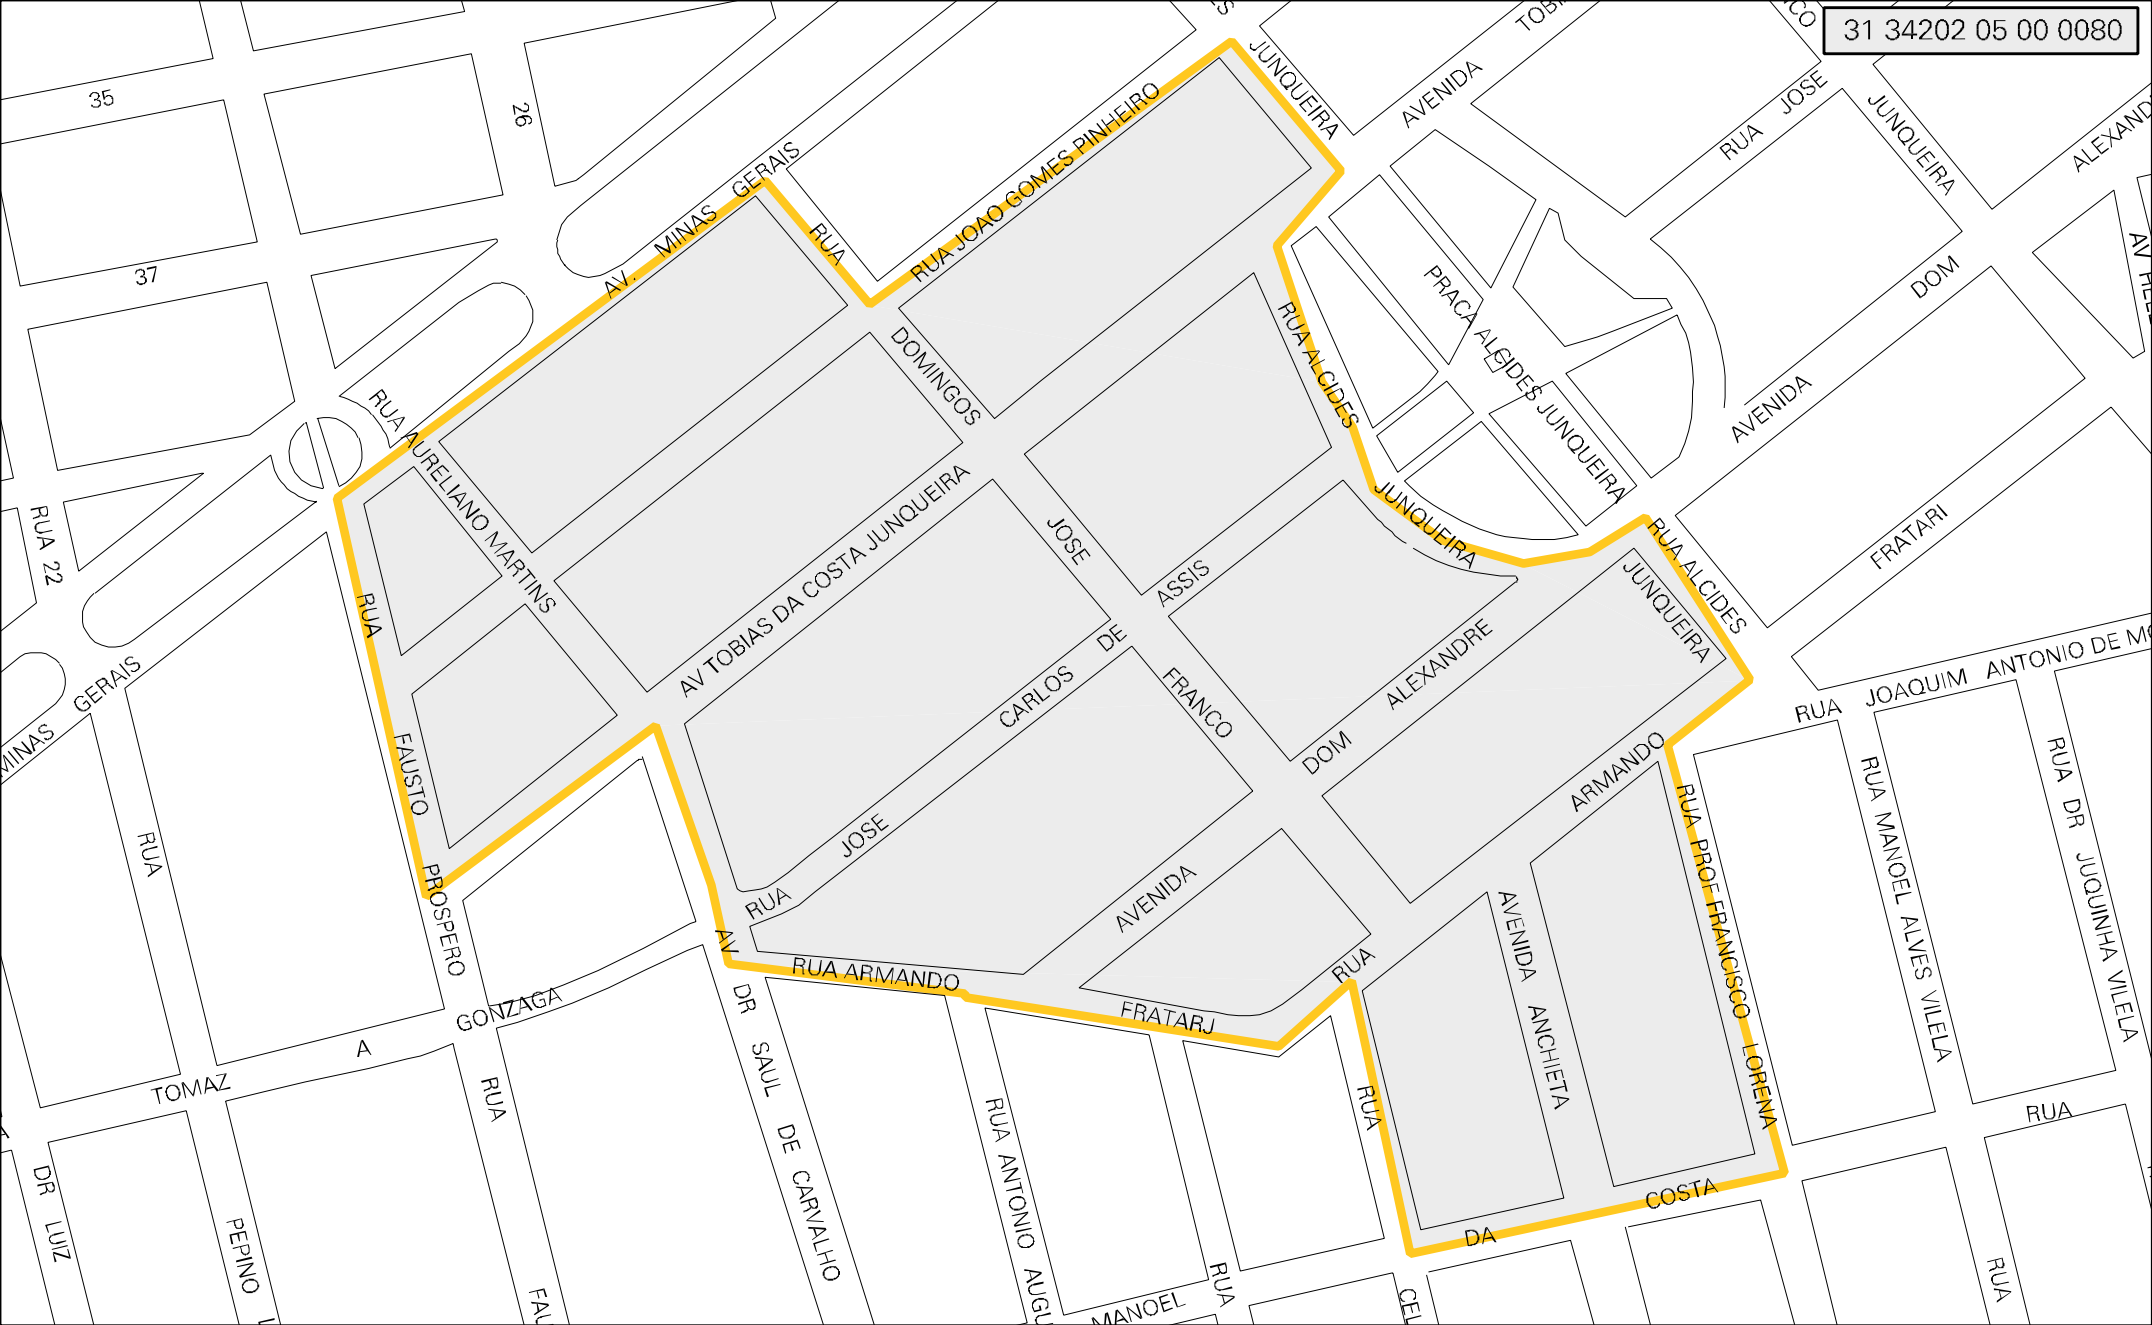 31 34202 05 00 0080
35
37
26
AV. MINAS GERAIS
RUA
RUA JOAO GOMES PINHEIRO
JUNQUEIRA
AVENIDA
RUA JOSE
JUNQUEIRA
DOM
AVENIDA
FRATARI
PRACA ALCIDES JUNQUEIRA
RUA ALCIDES
JUNQUEIRA
RUA ALCIDES
JUNQUEIRA
DOMINGOS
JOSE
FRANCO
RUA AURELIANO MARTINS
AV TOBIAS DA COSTA JUNQUEIRA
RUA JOSE CARLOS DE ASSIS
AVENIDA DOM ALEXANDRE
RUA ARMANDO
RUA 22
RUA
FAUSTO
PROSPERO
MINAS GERAIS
RUA
RUA ARMANDO
FRATARJ
AV
DR SAUL DE CARVALHO
AVENIDA ANCHIETA
RUA PROF FRANCISCO LORENA
RUA JOAQUIM ANTONIO DE
RUA MANOEL ALVES VILELA
RUA DR JUQUINHA VILELA
TOMAZ A GONZAGA
RUA
RUA
RUA ANTONIO
MANOEL
DA COSTA
RUA
RUA
RUA
DR LUIZ
PEPINO